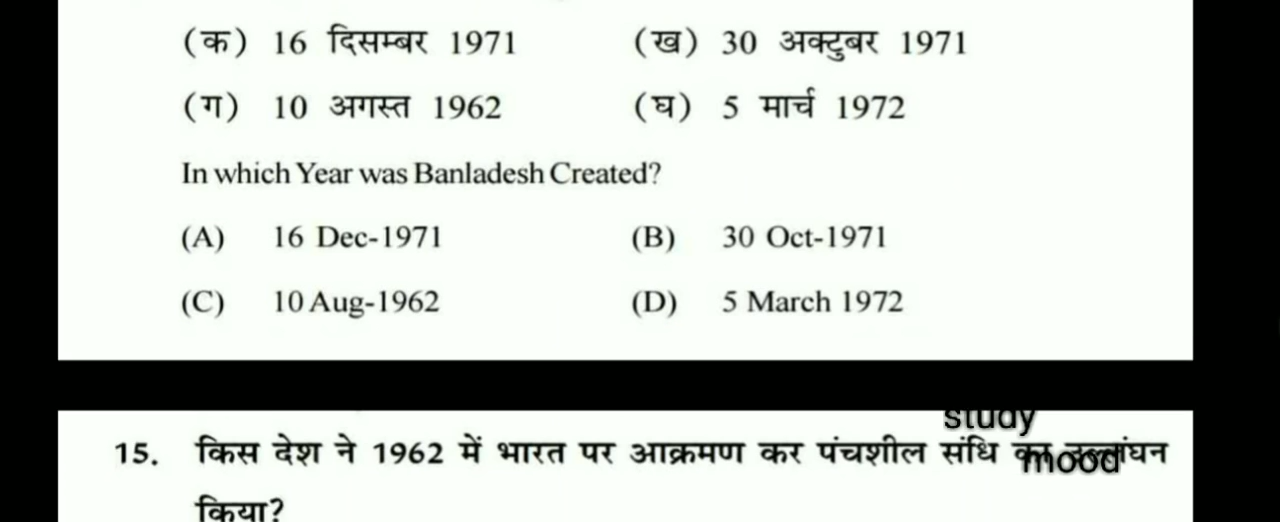 (क) 16 दिसम्बर 1971 (ख) 30 अक्टुबर 1971
(ग) 10 अगस्त 1962 (घ) 5 मार्च 1972
In which Year was Banladesh Created?
(A) 16 Dec-1971 (B) 30 Oct-1971
(C) 10 Aug-1962 (D) 5 March 1972
study
15. किस देश ने 1962 में भारत पर आक्रमण कर पंचशील संधि का उल्लंघन
mood
किया?